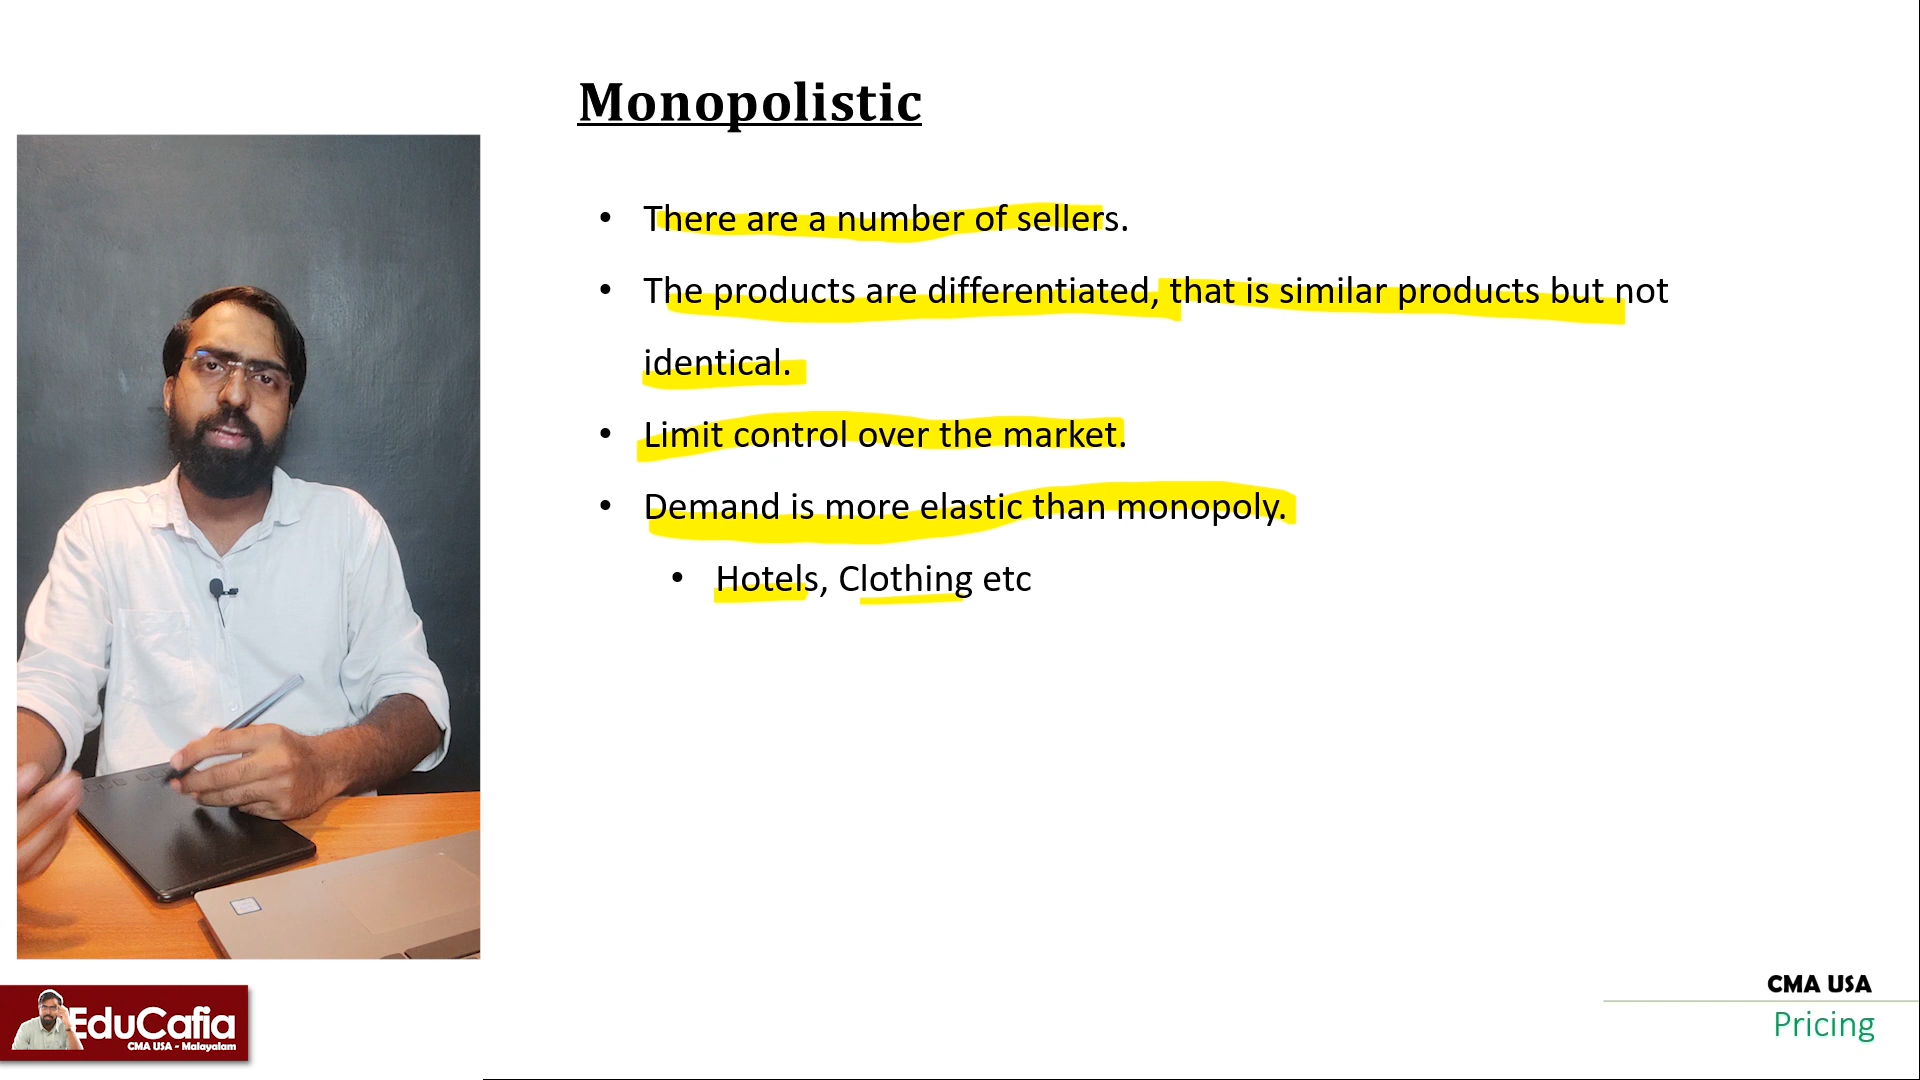 Monopolistic
• There are a number of sellers.
• The products are differentiated, that is similar products but not
identical.
• Limit control over the market.
• Demand is more elastic than monopoly.
• Hotels, Clothing etc
EduCafia
CMA USA - Malayalam
CMA USA
Pricing